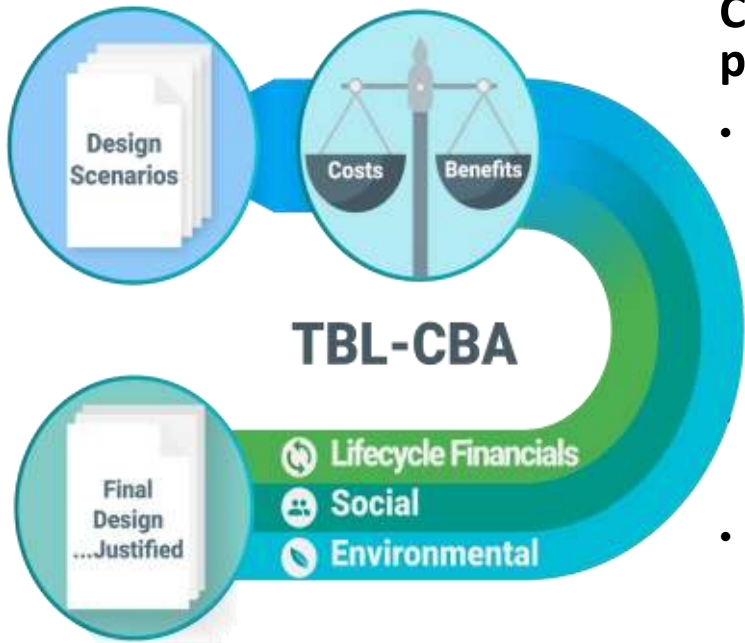 C
p
•
Design
Scenarios
Costs
Benefits
TBL-CBA
Lifecycle Financials
Social
Environmental
Final
Design
...Justified
•